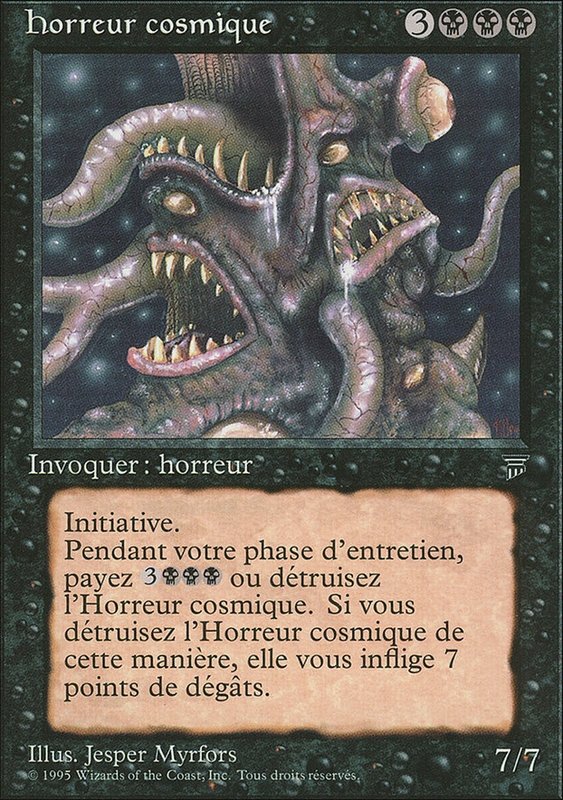 Horreur cosmique 3
Invoquer : horreur
Initiative.
Pendant votre phase d'entretien,
payez 3 ou détruisez
l'Horreur cosmique. Si vous
détruisez l'Horreur cosmique de
cette manière, elle vous inflige 7
points de dégâts.
Illus. Jesper Myrfors
7/7
© 1995 Wizards of the Coast, Inc. Tous droits réservés.